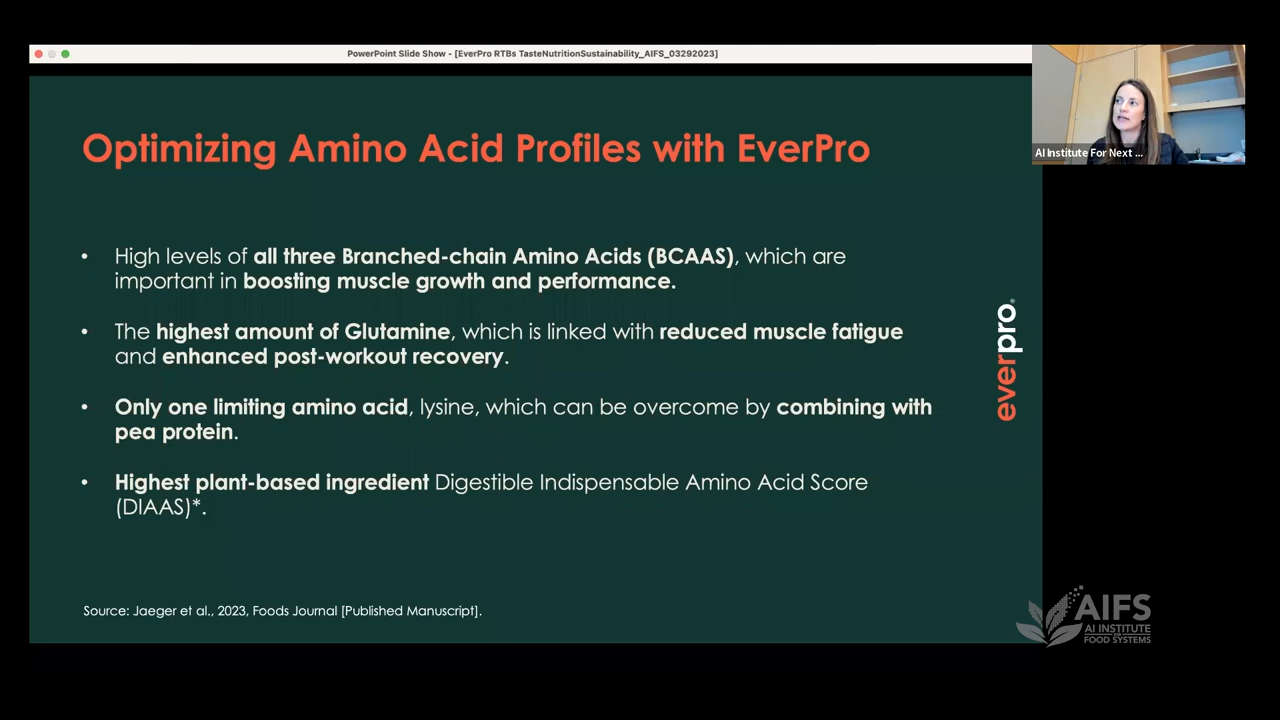 PowerPoint Slide Show - [EverPro RTBs TasteNutritionSustainability_AIFS_03292023]
AI Institute For Next ...
Optimizing Amino Acid Profiles with EverPro
• High levels of all three Branched-chain Amino Acids (BCAAS), which are
important in boosting muscle growth and performance.
• The highest amount of Glutamine, which is linked with reduced muscle fatigue
and enhanced post-workout recovery.
• Only one limiting amino acid, lysine, which can be overcome by combining with
pea protein.
• Highest plant-based ingredient Digestible Indispensable Amino Acid Score
(DIAAS)*.
everpro®
Source: Jaeger et al., 2023, Foods Journal [Published Manuscript].
AIFS
AI INSTITUTE
FOR
FOOD SYSTEMS